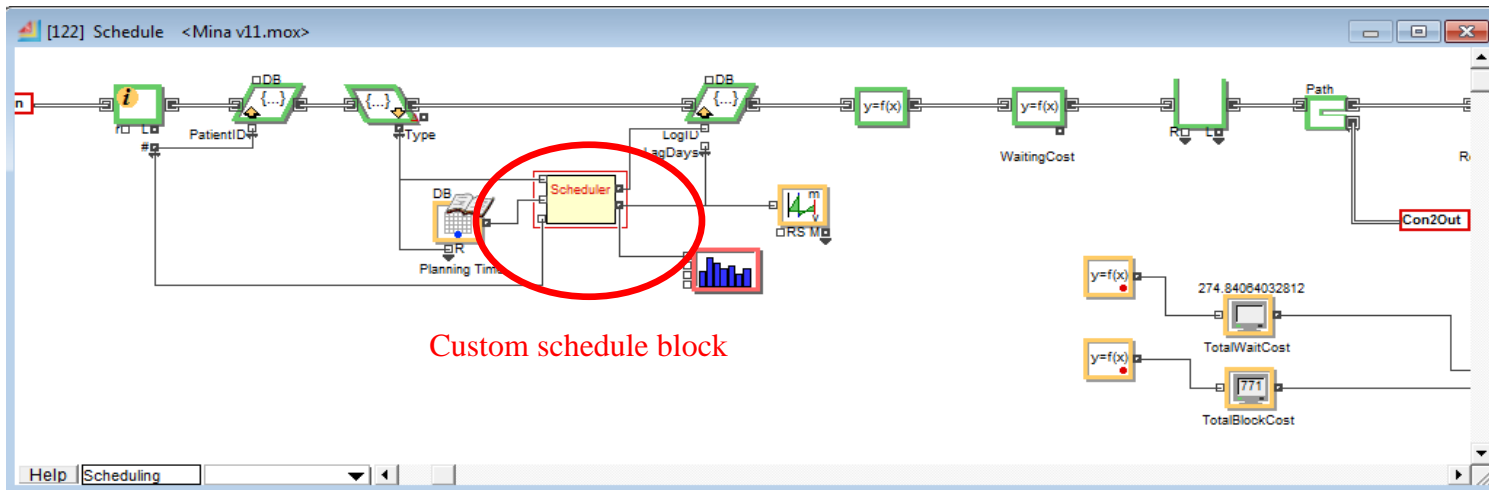 [122] Schedule <Mina v11.mox>
n
DB
DB
i
{...}
{...}
{...}
y=f(x)
y=f(x)
Path
r L
#
PatientID
Type
LogID
LagDays
WaitingCost
R L
DB
Scheduler
m
v
RS M
R
Planning Time
Con2Out
y=f(x)
274.84064032812
TotalWaitCost
Custom schedule block
y=f(x)
771
TotalBlockCost
Help Scheduling